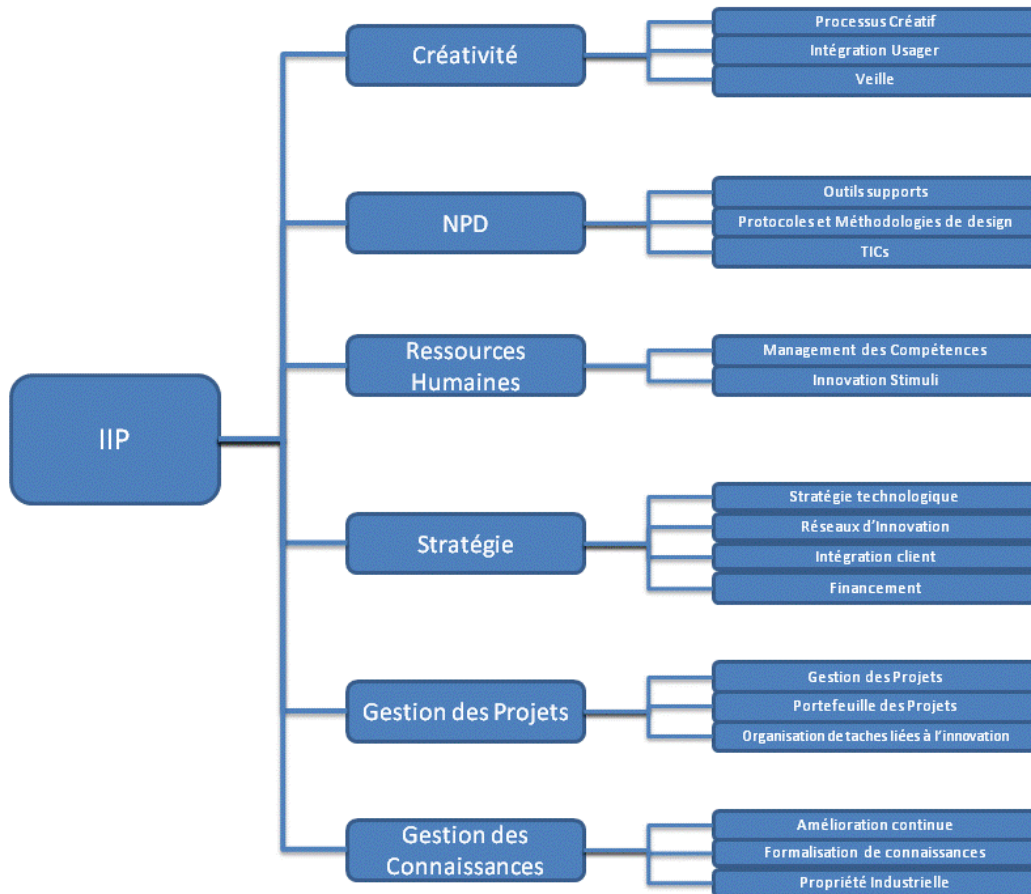 IIP
Créativité
Processus Créatif
Intégration Usager
Veille
NPD
Outils supports
Protocoles et Méthodologies de design
TICs
Ressources
Humaines
Management des Compétences
Innovation Stimuli
Stratégie
Stratégie technologique
Réseaux d'Innovation
Intégration client
Financement
Gestion des Projets
Gestion des Projets
Portefeuille des Projets
Organisation de taches liées à l'innovation
Gestion des
Connaissances
Amélioration continue
Formalisation de connaissances
Propriété Industrielle